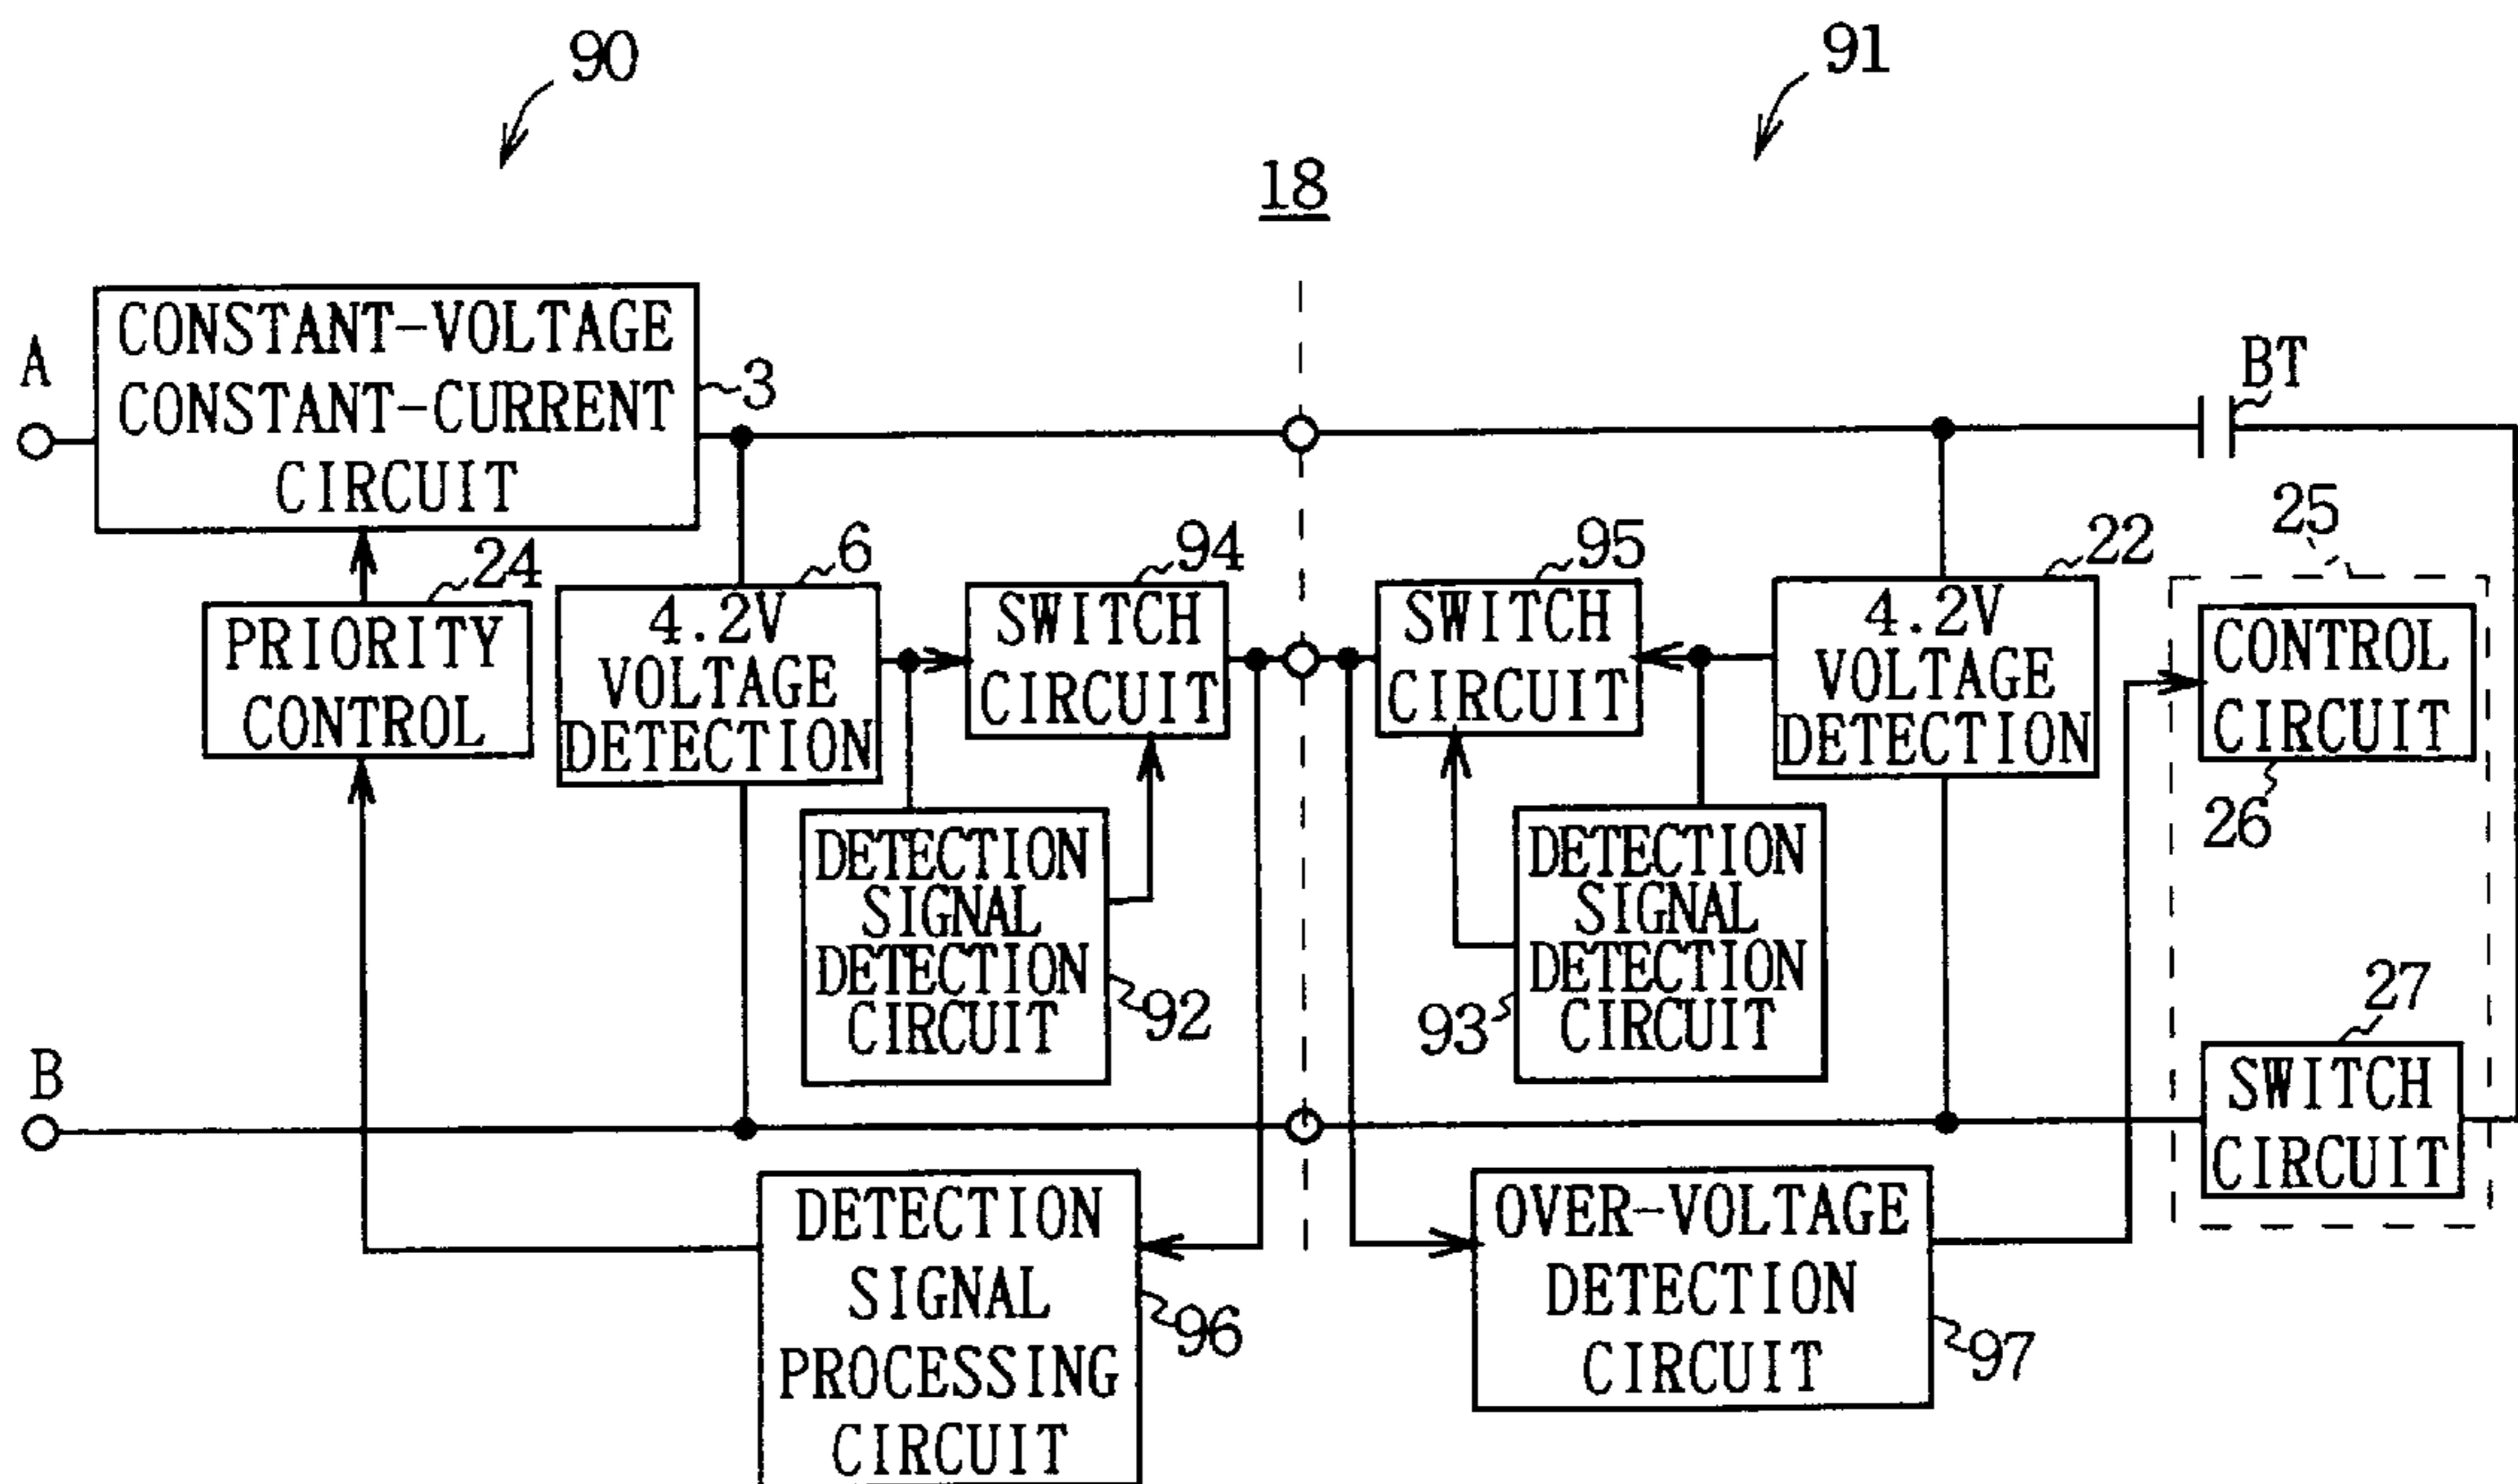 90
91
18
A
CONSTANT-VOLTAGE
CONSTANT-CURRENT
CIRCUIT
3
BT
24
PRIORITY
CONTROL
6
4.2V
VOLTAGE
DETECTION
94
SWITCH
CIRCUIT
95
SWITCH
CIRCUIT
22
4.2V
VOLTAGE
DETECTION
25
CONTROL
CIRCUIT
26
DETECTION
SIGNAL
DETECTION
CIRCUIT
92
DETECTION
SIGNAL
DETECTION
CIRCUIT
93
27
SWITCH
CIRCUIT
B
DETECTION
SIGNAL
PROCESSING
CIRCUIT
96
OVER-VOLTAGE
DETECTION
CIRCUIT
97